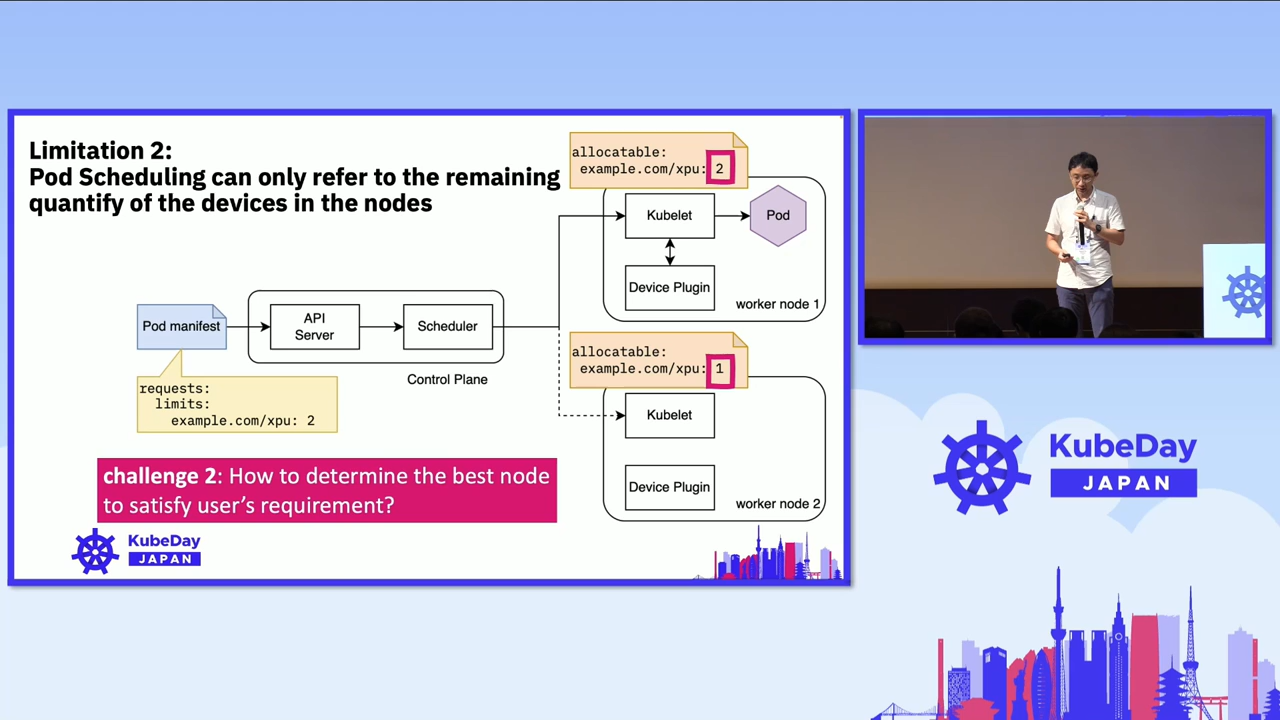 Limitation 2:
Pod Scheduling can only refer to the remaining
quantify of the devices in the nodes
allocatable:
example.com/xpu: 2
Kubelet
Pod
Device Plugin
worker node 1
Pod manifest
API
Server
Scheduler
Control Plane
requests:
limits:
example.com/xpu: 2
allocatable:
example.com/xpu: 1
Kubelet
Device Plugin
worker node 2
challenge 2: How to determine the best node
to satisfy user's requirement?
KubeDay
JAPAN
KubeDay
JAPAN